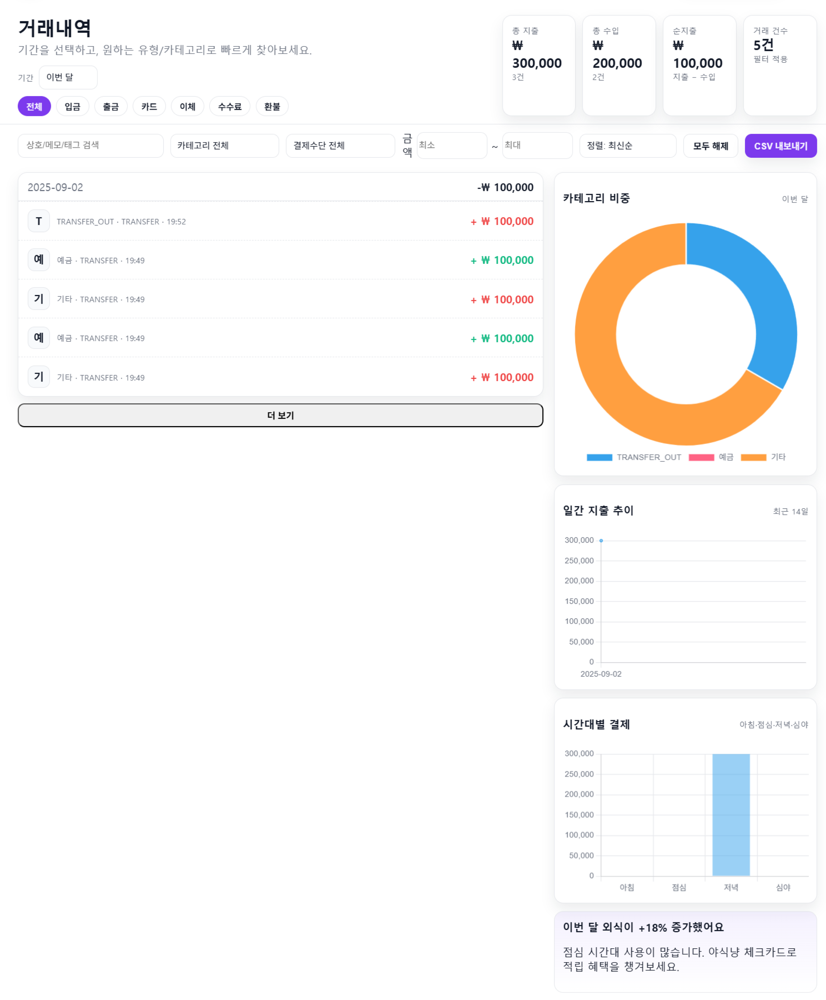 거래내역
기간을 선택하고, 원하는 유형/카테고리로 빠르게 찾아보세요.
기간 이번 달
전체 입금 출금 카드 이체 수수료 환불
총 지출
₩
300,000
3건
총 수입
₩
200,000
2건
순지출
₩
100,000
지출 − 수입
거래 건수
5건
필터 적용
상호/메모/태그 검색 카테고리 전체 결제수단 전체 금액 최소 ~ 최대 정렬: 최신순 모두 해제 CSV 내보내기
2025-09-02 -₩ 100,000
T TRANSFER_OUT · TRANSFER · 19:52 + ₩ 100,000
예 예금 · TRANSFER · 19:49 + ₩ 100,000
기 기타 · TRANSFER · 19:49 + ₩ 100,000
예 예금 · TRANSFER · 19:49 + ₩ 100,000
기 기타 · TRANSFER · 19:49 + ₩ 100,000
더 보기
카테고리 비중 이번 달
TRANSFER_OUT 예금 기타
일간 지출 추이 최근 14일
300,000
250,000
200,000
150,000
100,000
50,000
0
2025-09-02
시간대별 결제 아침·점심·저녁·심야
300,000
250,000
200,000
150,000
100,000
50,000
0
아침 점심 저녁 심야
이번 달 외식이 +18% 증가했어요
점심 시간대 사용이 많습니다. 야식냥 체크카드로
적립 혜택을 챙겨보세요.